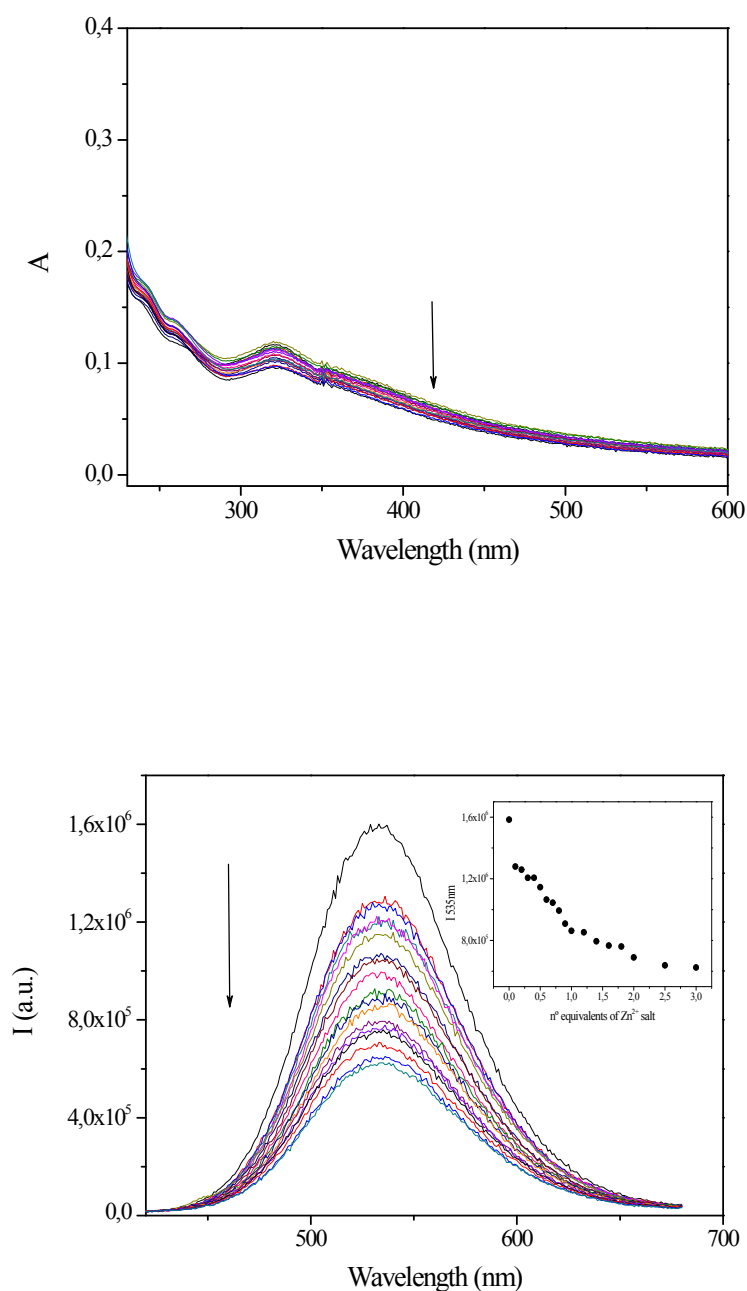 0,4
0,3
0,2
0,1
0,0
A
300
400
500
600
Wavelength (nm)
1,6x10⁶
1,2x10⁶
8,0x10⁵
4,0x10⁵
0,0
I (a.u.)
500
600
700
Wavelength (nm)
1,6x10⁶
1,2x10⁶
8,0x10⁵
I 535nm
0,0
0,5
1,0
1,5
2,0
2,5
3,0
nº equivalents of Zn²⁺ salt